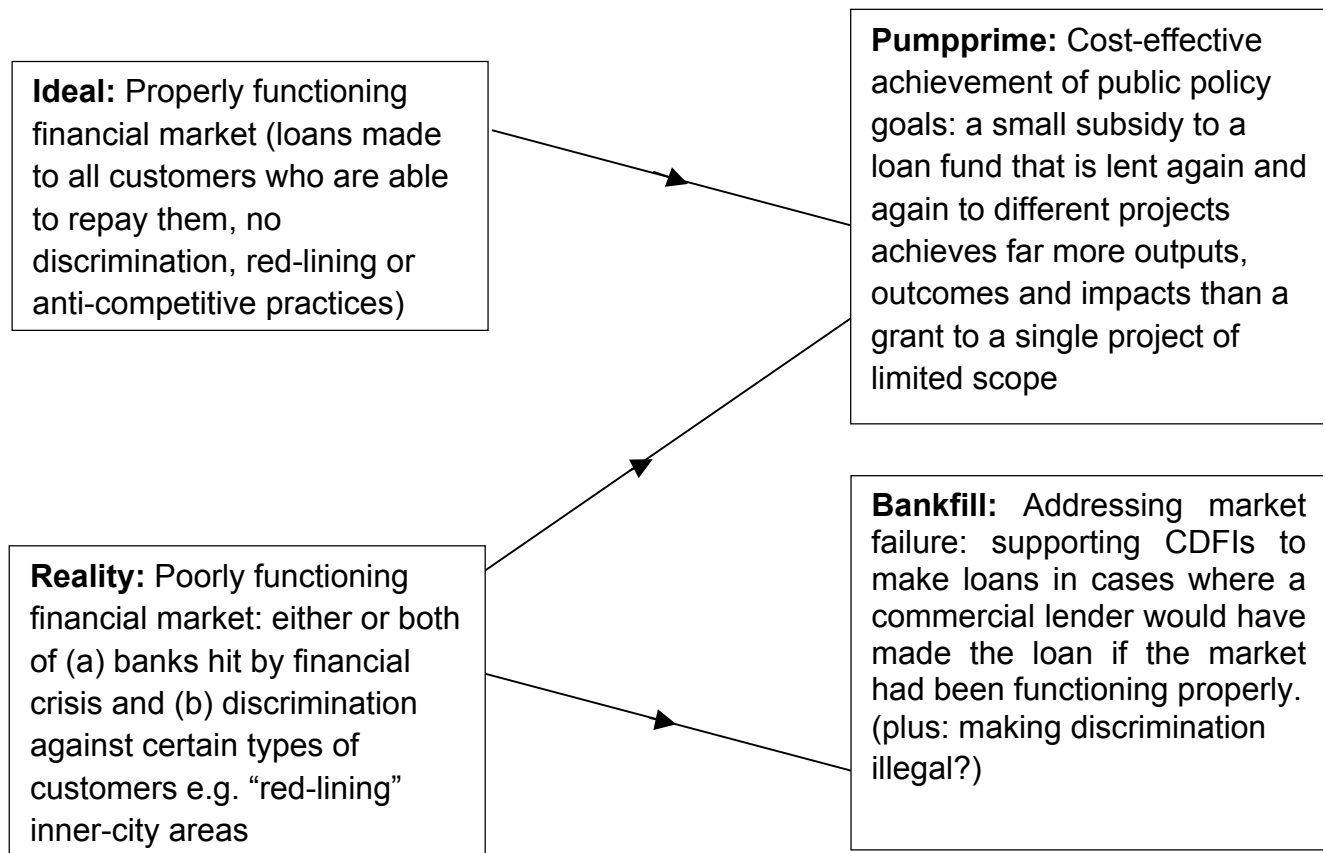 Ideal: Properly functioning
financial market (loans made
to all customers who are able
to repay them, no
discrimination, red-lining or
anti-competitive practices)
Pumpprime: Cost-effective
achievement of public policy
goals: a small subsidy to a
loan fund that is lent again and
again to different projects
achieves far more outputs,
outcomes and impacts than a
grant to a single project of
limited scope
Reality: Poorly functioning
financial market: either or both
of (a) banks hit by financial
crisis and (b) discrimination
against certain types of
customers e.g. “red-lining”
inner-city areas
Bankfill: Addressing market
failure: supporting CDFIs to
make loans in cases where a
commercial lender would have
made the loan if the market
had been functioning properly.
(plus: making discrimination
illegal?)